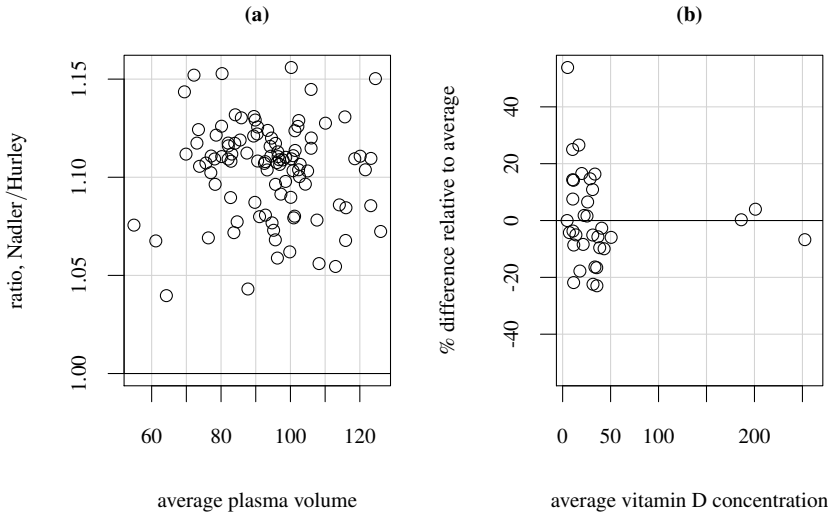 (a)
ratio, Nadler/Hurley
1.15
1.10
1.05
1.00
60 80 100 120
average plasma volume
(b)
% difference relative to average
40
20
0
-20
-40
0 50 100 200
average vitamin D concentration